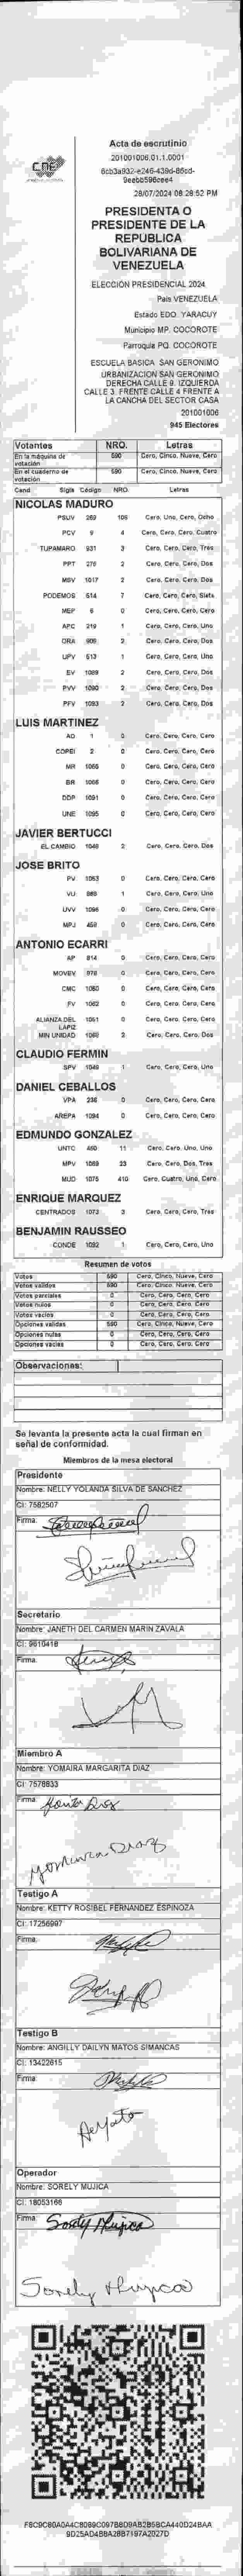 CNE
Acta de escrutinio
201001006.01.1.0001
28/07/2024 08:28:52 PM
PRESIDENTA O
PRESIDENTE DE LA
REPUBLICA
BOLIVARIANA DE
VENEZUELA
ELECCIÓN PRESIDENCIAL 2024
País VENEZUELA
Estado EDO. YARACUY
Municipio MP. COCOROTE
Parroquia PQ. COCOROTE
ESCUELA BASICA SAN GERONIMO
URBANIZACION SAN GERONIMO
DERECHA CALLE 9. IZQUIERDA
CALLE 3. FRENTE CALLE 4 FRENTE A
LA CANCHA DEL SECTOR CASA
201001006
945 Electores
Votantes NRO. Letras
En la máquina de votación 590 Cero, Cinco, Nueve, Cero
En el cuaderno de votación 590 Cero, Cinco, Nueve, Cero
Cand Sigla Código NRO. Letras
NICOLAS MADURO
PSUV 269 108 Cero, Uno, Cero, Ocho
PCV 9 4 Cero, Cero, Cero, Cuatro
TUPAMARO 931 3 Cero, Cero, Cero, Tres
PPT 276 2 Cero, Cero, Cero, Dos
MSV 1017 2 Cero, Cero, Cero, Dos
PODEMOS 514 7 Cero, Cero, Cero, Siete
MEP 6 0 Cero, Cero, Cero, Cero
APC 219 1 Cero, Cero, Cero, Uno
ORA 906 2 Cero, Cero, Cero, Dos
UPV 513 1 Cero, Cero, Cero, Uno
EV 1089 2 Cero, Cero, Cero, Dos
PVV 1090 2 Cero, Cero, Cero, Dos
PFV 1093 2 Cero, Cero, Cero, Dos
LUIS MARTINEZ
AD 1 0 Cero, Cero, Cero, Cero
COPEI 2 0 Cero, Cero, Cero, Cero
MR 1066 0 Cero, Cero, Cero, Cero
BR 1006 0 Cero, Cero, Cero, Cero
DDP 1091 0 Cero, Cero, Cero, Cero
UNE 1095 0 Cero, Cero, Cero, Cero
JAVIER BERTUCCI
EL CAMBIO 1046 2 Cero, Cero, Cero, Dos
JOSE BRITO
PV 1053 0 Cero, Cero, Cero, Cero
VU 886 1 Cero, Cero, Cero, Uno
UVV 1096 0 Cero, Cero, Cero, Cero
MPJ 458 0 Cero, Cero, Cero, Cero
ANTONIO ECARRI
AP 814 0 Cero, Cero, Cero, Cero
MOVEV 978 0 Cero, Cero, Cero, Cero
CMC 1060 0 Cero, Cero, Cero, Cero
FV 1062 0 Cero, Cero, Cero, Cero
ALIANZA DEL LAPIZ 1051 0 Cero, Cero, Cero, Cero
MIN UNIDAD 1060 2 Cero, Cero, Cero, Dos
CLAUDIO FERMIN
SPV 1049 1 Cero, Cero, Cero, Uno
DANIEL CEBALLOS
VPA 236 0 Cero, Cero, Cero, Cero
AREPA 1094 0 Cero, Cero, Cero, Cero
EDMUNDO GONZALEZ
UNTC 460 11 Cero, Cero, Uno, Uno
MPV 1069 23 Cero, Cero, Dos, Tres
MUD 1075 410 Cero, Cuatro, Uno, Cero
ENRIQUE MARQUEZ
CENTRADOS 1073 3 Cero, Cero, Cero, Tres
BENJAMIN RAUSSEO
CONDE 1092 1 Cero, Cero, Cero, Uno
Resumen de votos
Votos 590 Cero, Cinco, Nueve, Cero
Votos válidos 590 Cero, Cinco, Nueve, Cero
Votos parciales 0 Cero, Cero, Cero, Cero
Votos nulos 0 Cero, Cero, Cero, Cero
Votos vacíos 0 Cero, Cero, Cero, Cero
Opciones válidas 590 Cero, Cinco, Nueve, Cero
Opciones nulas 0 Cero, Cero, Cero, Cero
Opciones vacías 0 Cero, Cero, Cero, Cero
Observaciones:
Se levanta la presente acta la cual firman en
señal de conformidad.
Miembros de la mesa electoral
Presidente
Nombre: NELLY YOLANDA SILVA DE SANCHEZ
CI: 7582507
Firma:
Secretario
Nombre: JANETH DEL CARMEN MARIN ZAVALA
CI: 9610418
Firma:
Miembro A
Nombre: YOMAIRA MARGARITA DIAZ
CI: 7578833
Firma:
Yomaira Diaz
Testigo A
Nombre: KETTY ROSIBEL FERNANDEZ ESPINOZA
CI: 17256997
Firma:
Testigo B
Nombre: ANGILLY DAILYN MATOS SIMANCAS
CI: 13422615
Firma:
Operador
Nombre: SORELY MUJICA
CI: 18053166
Firma: Sorely Mujica
Sorely Mujica